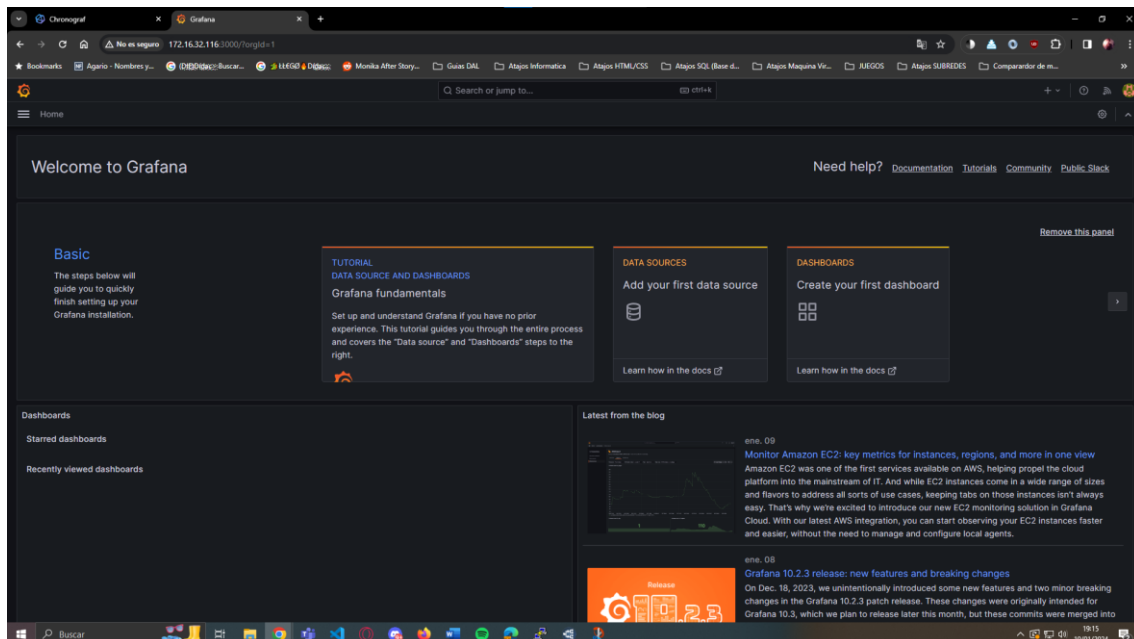 Chronograf
Grafana
No es seguro 172.16.32.116:3000/?orgId=1
Bookmarks Agario - Nombres y... Buscar... Monika After Story... Guias DAL Atajos Informatica Atajos HTML/CSS Atajos SQL (Base d... Atajos Maquina Vir... JUEGOS Atajos SUBREDES Comparardor de m... »
Search or jump to... ctrl+k
Home
Welcome to Grafana
Need help? Documentation Tutorials Community Public Slack
Remove this panel
Basic
The steps below will
guide you to quickly
finish setting up your
Grafana installation.
TUTORIAL
DATA SOURCE AND DASHBOARDS
Grafana fundamentals
Set up and understand Grafana if you have no prior
experience. This tutorial guides you through the entire process
and covers the "Data source" and "Dashboards" steps to the
right.
DATA SOURCES
Add your first data source
Learn how in the docs
DASHBOARDS
Create your first dashboard
Learn how in the docs
Dashboards
Starred dashboards
Recently viewed dashboards
Latest from the blog
ene. 09
Monitor Amazon EC2: key metrics for instances, regions, and more in one view
Amazon EC2 was one of the first services available on AWS, helping propel the cloud
platform into the mainstream of IT. And while EC2 instances come in a wide range of sizes
and flavors to address all sorts of use cases, keeping tabs on those instances isn't always
easy. That's why we're excited to introduce our new EC2 monitoring solution in Grafana
Cloud. With our latest AWS integration, you can start observing your EC2 instances faster
and easier, without the need to manage and configure local agents.
Release
10.2.3
ene. 08
Grafana 10.2.3 release: new features and breaking changes
On Dec. 18, 2023, we unintentionally introduced some new features and two minor breaking
changes in the Grafana 10.2.3 patch release. These changes were originally intended for
Grafana 10.3, which we plan to release later this month, but these commits were merged into
Buscar
19:15